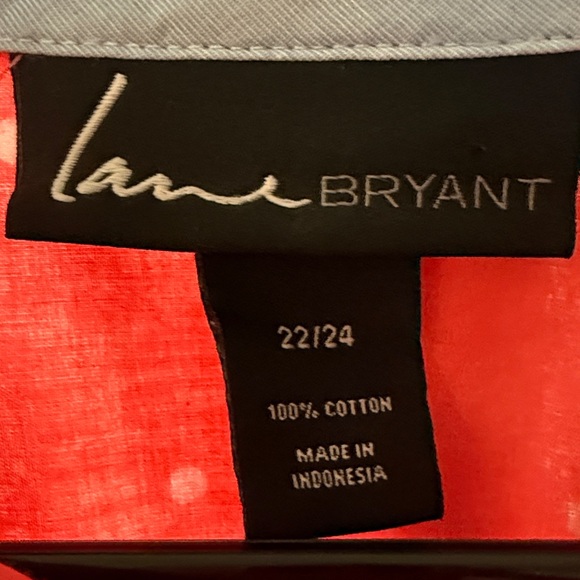 lane BRYANT
22/24
100% COTTON
MADE IN
INDONESIA